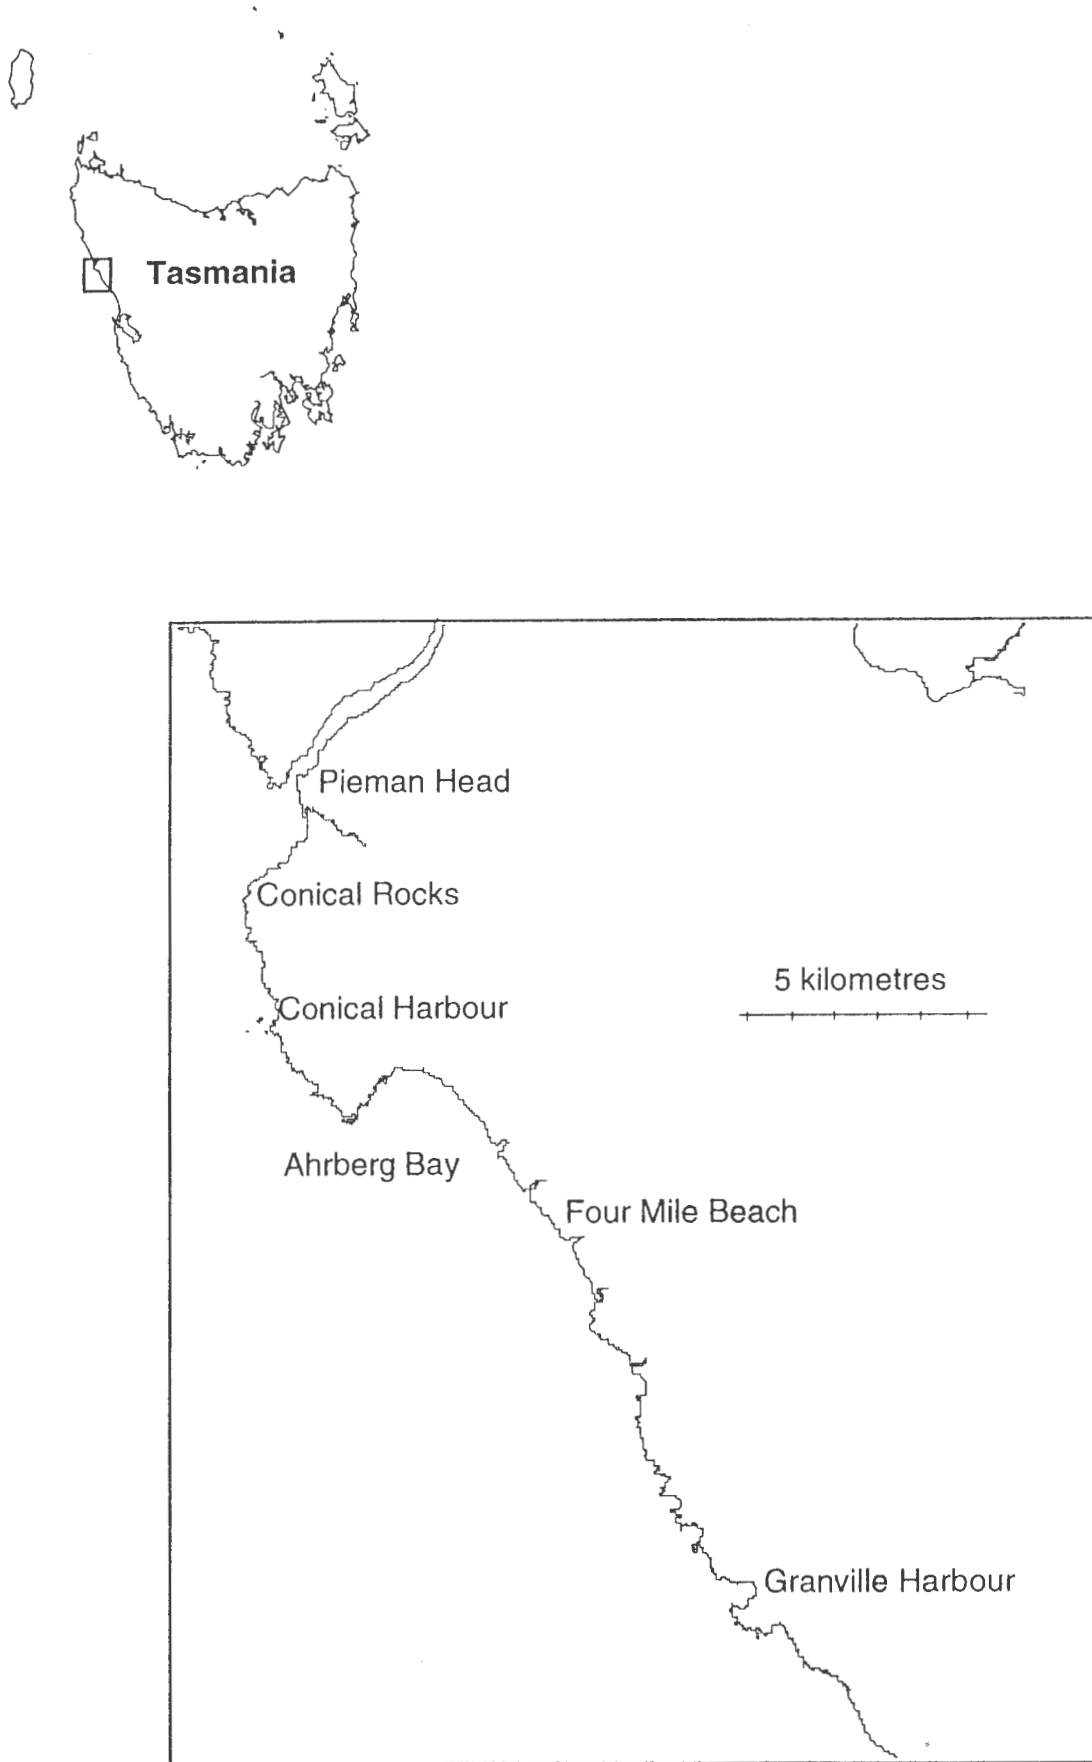 Tasmania
Pieman Head
Conical Rocks
5 kilometres
Conical Harbour
Ahrberg Bay
Four Mile Beach
Granville Harbour